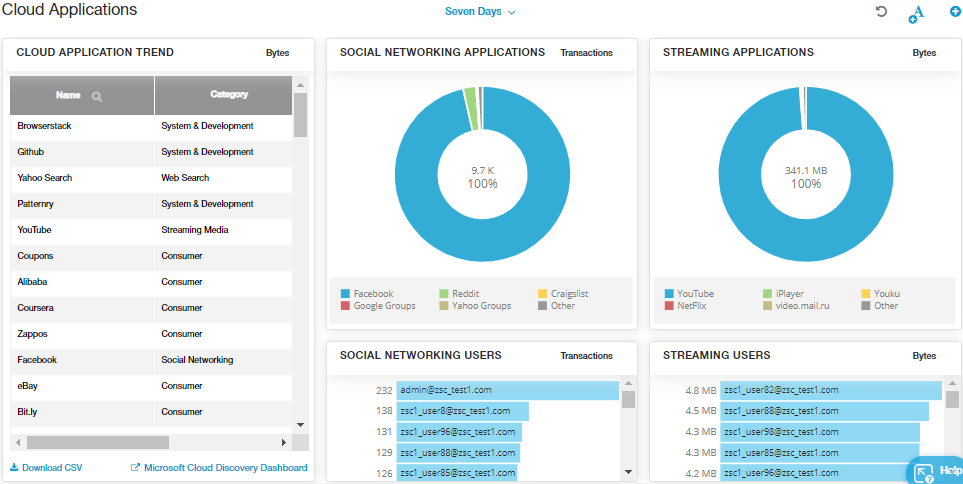 Cloud Applications
Seven Days
A
CLOUD APPLICATION TREND
Bytes
Name
Category
Browserstack
System & Development
Github
System & Development
Yahoo Search
Web Search
Patternry
System & Development
YouTube
Streaming Media
Coupons
Consumer
Alibaba
Consumer
Coursera
Consumer
Zappos
Consumer
Facebook
Social Networking
eBay
Consumer
Bit.ly
Consumer
Download CSV
Microsoft Cloud Discovery Dashboard
SOCIAL NETWORKING APPLICATIONS
Transactions
9.7 K
100%
Facebook
Reddit
Craigslist
Google Groups
Yahoo Groups
Other
STREAMING APPLICATIONS
Bytes
341.1 MB
100%
YouTube
iPlayer
Youku
NetFlix
video.mail.ru
Other
SOCIAL NETWORKING USERS
Transactions
232 admin@zsc_test1.com
138 zsc1_user8@zsc_test1.com
131 zsc1_user96@zsc_test1.com
129 zsc1_user88@zsc_test1.com
126 zsc1_user85@zsc_test1.com
STREAMING USERS
Bytes
4.8 MB zsc1_user82@zsc_test1.com
4.5 MB zsc1_user88@zsc_test1.com
4.3 MB zsc1_user98@zsc_test1.com
4.3 MB zsc1_user85@zsc_test1.com
4.2 MB zsc1_user96@zsc_test1.com
Help